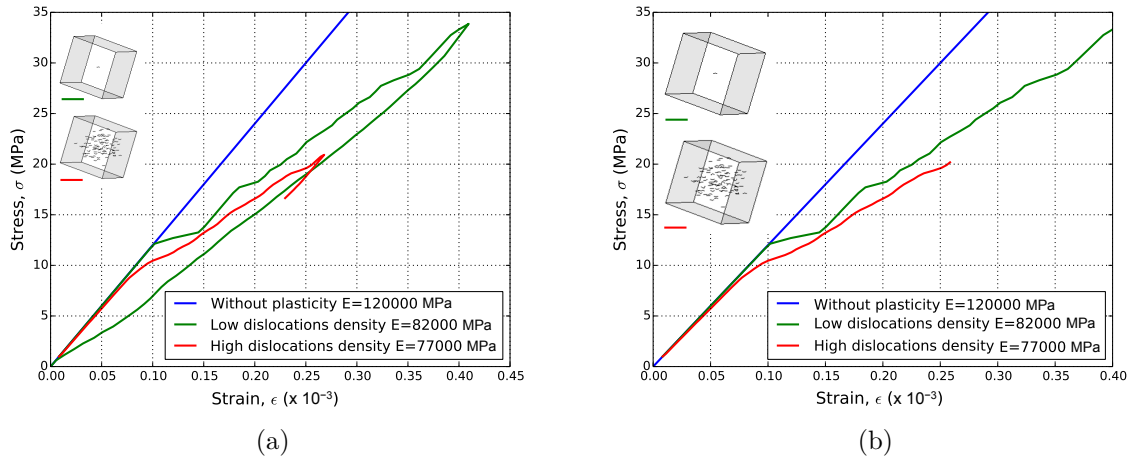 35
30
25
20
15
10
5
0
Stress, σ (MPa)
Without plasticity E=120000 MPa
Low dislocations density E=82000 MPa
High dislocations density E=77000 MPa
0.00 0.05 0.10 0.15 0.20 0.25 0.30 0.35 0.40 0.45
Strain, ϵ (x 10⁻³)
(a)
35
30
25
20
15
10
5
0
Stress, σ (MPa)
Without plasticity E=120000 MPa
Low dislocations density E=82000 MPa
High dislocations density E=77000 MPa
0.00 0.05 0.10 0.15 0.20 0.25 0.30 0.35 0.40
Strain, ϵ (x 10⁻³)
(b)